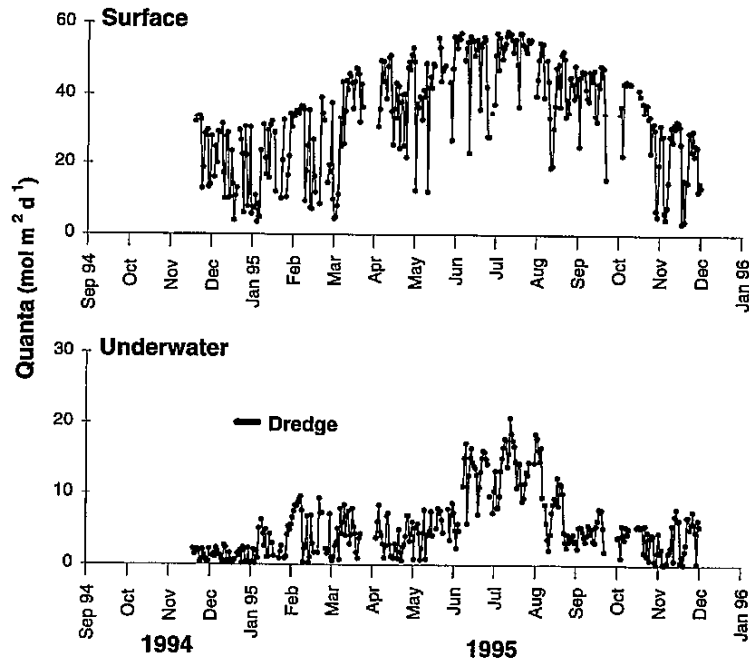 Surface
60
40
20
0
Sep 94 Oct Nov Dec Jan 95 Feb Mar Apr May Jun Jul Aug Sep Oct Nov Dec Jan 96
Quanta (mol m 2 d 1)
Underwater
30
20
10
0
Dredge
Sep 94 Oct Nov Dec Jan 95 Feb Mar Apr May Jun Jul Aug Sep Oct Nov Dec Jan 96
1994 1995